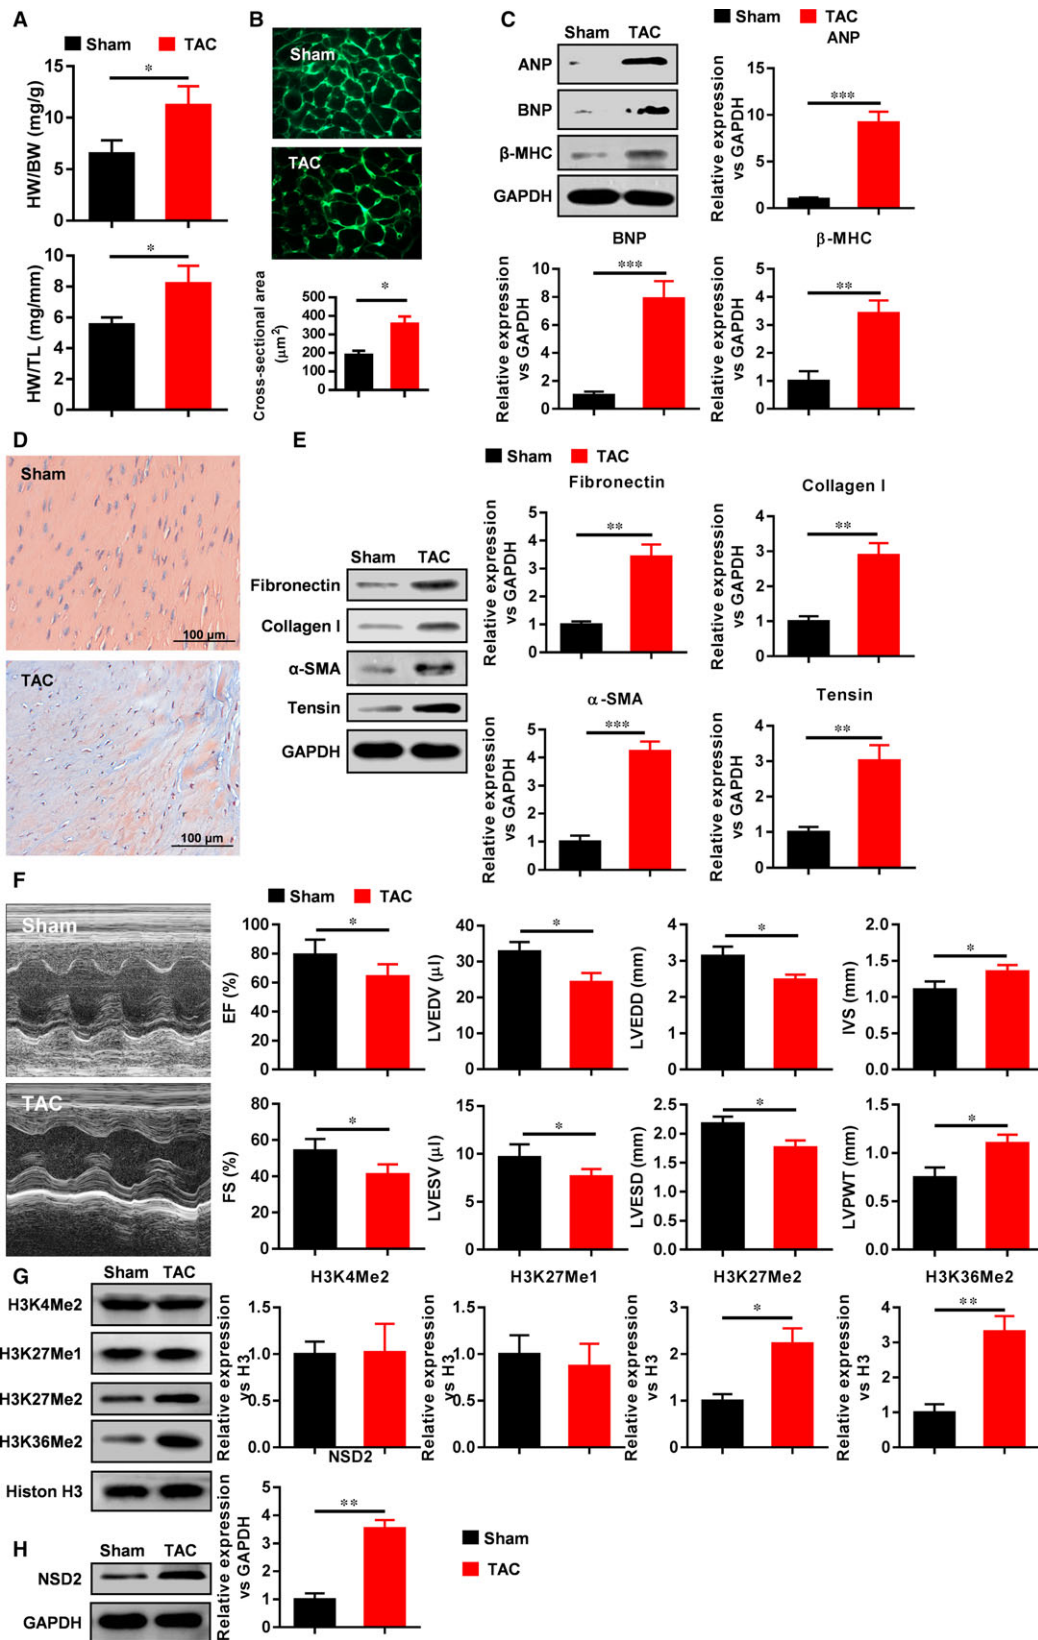 A
Sham TAC
*
HW/BW (mg/g)
15
10
5
0
*
HW/TL (mg/mm)
10
8
6
4
2
0
B
Sham
TAC
*
Cross-sectional area
(μm²)
500
400
300
200
100
0
C
Sham TAC
ANP
BNP
β-MHC
GAPDH
Sham TAC
ANP
***
Relative expression
vs GAPDH
15
10
5
0
BNP
***
Relative expression
vs GAPDH
10
8
6
4
2
0
β-MHC
**
Relative expression
vs GAPDH
5
4
3
2
1
0
D
Sham
100 μm
TAC
100 μm
E
Sham TAC
Sham TAC
Fibronectin
Collagen I
α-SMA
Tensin
GAPDH
Fibronectin
**
Relative expression
vs GAPDH
5
4
3
2
1
0
Collagen I
**
Relative expression
vs GAPDH
4
3
2
1
0
α-SMA
***
Relative expression
vs GAPDH
5
4
3
2
1
0
Tensin
**
Relative expression
vs GAPDH
4
3
2
1
0
F
Sham
TAC
Sham TAC
*
EF (%)
100
80
60
40
20
0
*
LVEDV (μl)
40
30
20
10
0
*
LVEDD (mm)
4
3
2
1
0
*
IVS (mm)
2.0
1.5
1.0
0.5
0.0
*
FS (%)
80
60
40
20
0
*
LVESV (μl)
15
10
5
0
*
LVESD (mm)
2.5
2.0
1.5
1.0
0.5
0.0
*
LVPWT (mm)
1.5
1.0
0.5
0.0
G
Sham TAC
H3K4Me2
H3K27Me1
H3K27Me2
H3K36Me2
Histon H3
H3K4Me2
Relative expression
vs H3
1.5
1.0
0.5
0.0
H3K27Me1
Relative expression
vs H3
1.5
1.0
0.5
0.0
H3K27Me2
*
Relative expression
vs H3
3
2
1
0
H3K36Me2
**
Relative expression
vs H3
4
3
2
1
0
H
Sham TAC
NSD2
GAPDH
NSD2
**
Relative expression
vs GAPDH
5
4
3
2
1
0
Sham
TAC